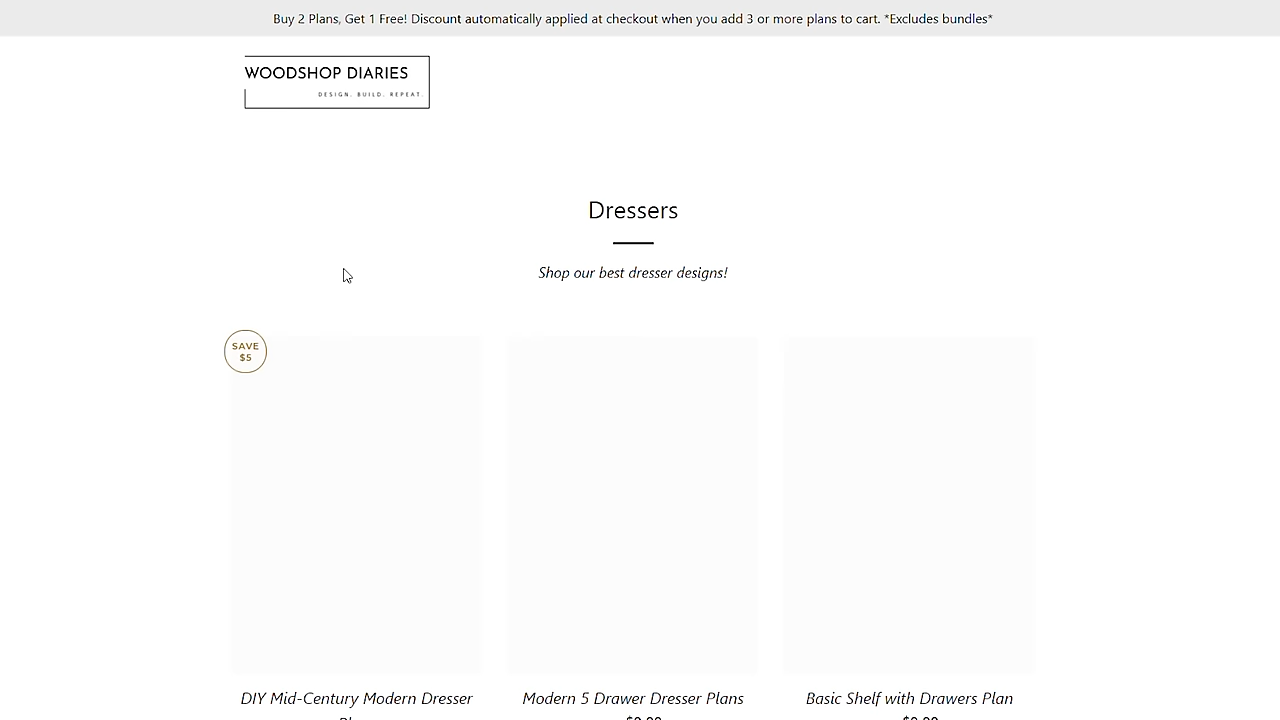 Buy 2 Plans, Get 1 Free! Discount automatically applied at checkout when you add 3 or more plans to cart. *Excludes bundles*
WOODSHOP DIARIES
DESIGN. BUILD. REPEAT.
Dressers
Shop our best dresser designs!
SAVE
$5
DIY Mid-Century Modern Dresser
Modern 5 Drawer Dresser Plans
Basic Shelf with Drawers Plan